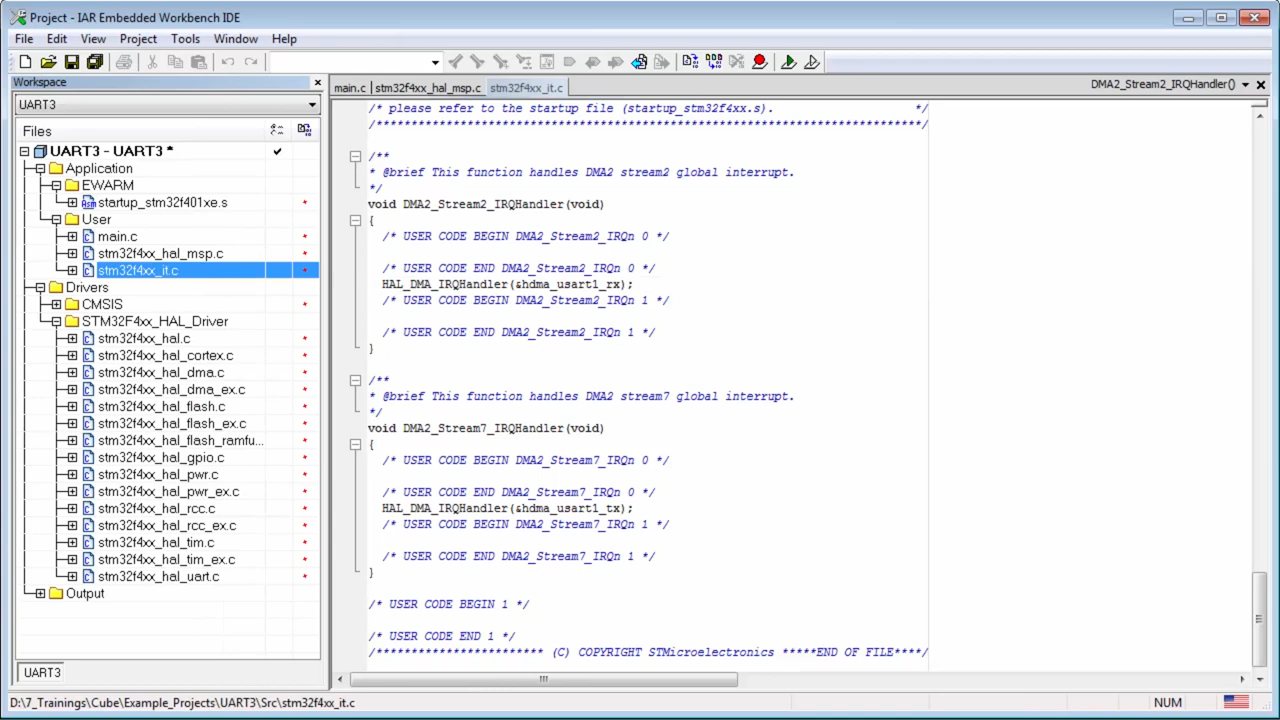 Project - IAR Embedded Workbench IDE
File Edit View Project Tools Window Help
Workspace
UART3
Files
UART3 - UART3 *
Application
EWARM
startup_stm32f401xe.s
User
main.c
stm32f4xx_hal_msp.c
stm32f4xx_it.c
Drivers
CMSIS
STM32F4xx_HAL_Driver
stm32f4xx_hal.c
stm32f4xx_hal_cortex.c
stm32f4xx_hal_dma.c
stm32f4xx_hal_dma_ex.c
stm32f4xx_hal_flash.c
stm32f4xx_hal_flash_ex.c
stm32f4xx_hal_flash_ramfu...
stm32f4xx_hal_gpio.c
stm32f4xx_hal_pwr.c
stm32f4xx_hal_pwr_ex.c
stm32f4xx_hal_rcc.c
stm32f4xx_hal_rcc_ex.c
stm32f4xx_hal_tim.c
stm32f4xx_hal_tim_ex.c
stm32f4xx_hal_uart.c
Output
UART3
main.c | stm32f4xx_hal_msp.c stm32f4xx_it.c DMA2_Stream2_IRQHandler()
/* please refer to the startup file (startup_stm32f4xx.s). */
/******************************************************************************/
/**
* @brief This function handles DMA2 stream2 global interrupt.
*/
void DMA2_Stream2_IRQHandler(void)
{
/* USER CODE BEGIN DMA2_Stream2_IRQn 0 */
/* USER CODE END DMA2_Stream2_IRQn 0 */
HAL_DMA_IRQHandler(&hdma_usart1_rx);
/* USER CODE BEGIN DMA2_Stream2_IRQn 1 */
/* USER CODE END DMA2_Stream2_IRQn 1 */
}
/**
* @brief This function handles DMA2 stream7 global interrupt.
*/
void DMA2_Stream7_IRQHandler(void)
{
/* USER CODE BEGIN DMA2_Stream7_IRQn 0 */
/* USER CODE END DMA2_Stream7_IRQn 0 */
HAL_DMA_IRQHandler(&hdma_usart1_tx);
/* USER CODE BEGIN DMA2_Stream7_IRQn 1 */
/* USER CODE END DMA2_Stream7_IRQn 1 */
}
/* USER CODE BEGIN 1 */
/* USER CODE END 1 */
/************************ (C) COPYRIGHT STMicroelectronics *****END OF FILE****/
D:\7_Trainings\Cube\Example_Projects\UART3\Src\stm32f4xx_it.c NUM